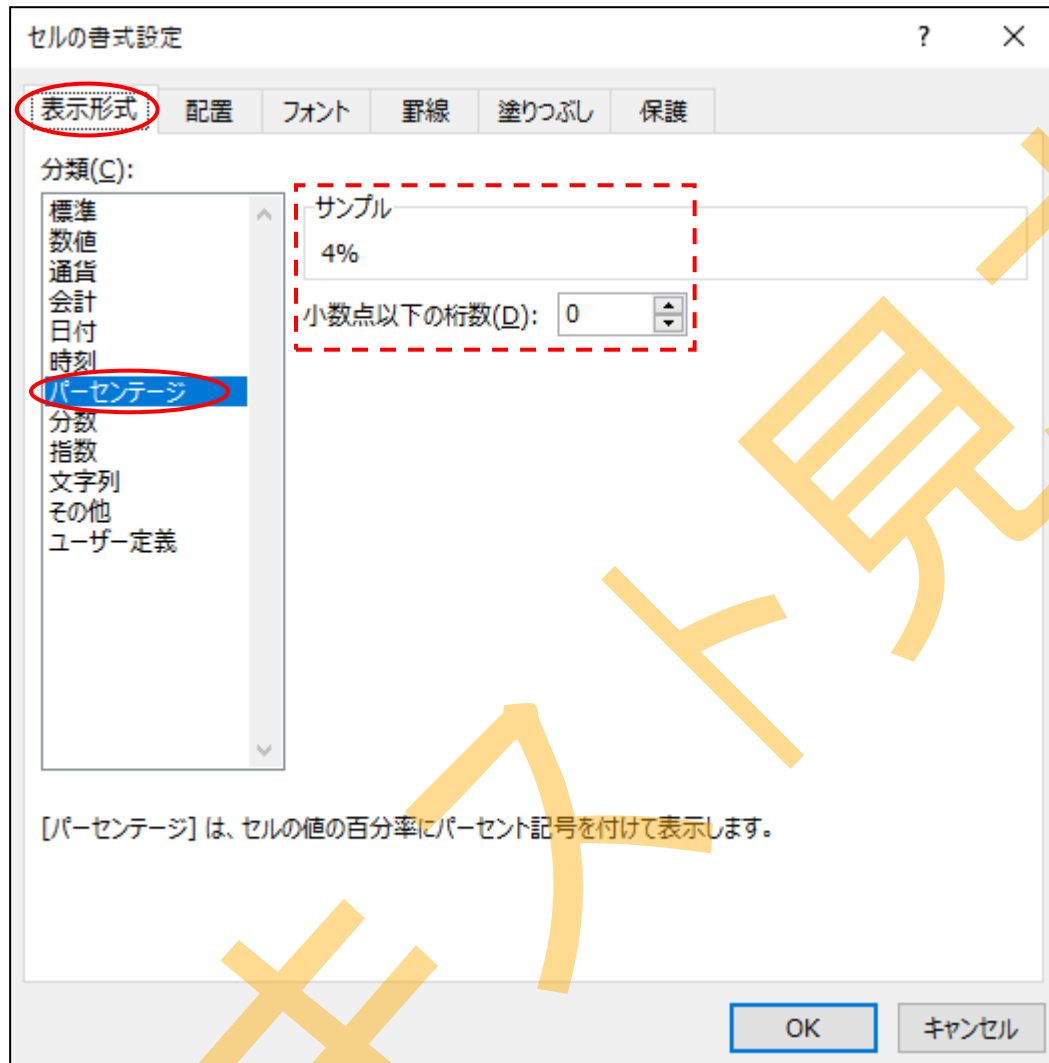 セルの書式設定
?
×
表示形式 配置 フォント 罫線 塗りつぶし 保護
分類(C):
標準
数値
通貨
会計
日付
時刻
パーセンテージ
分数
指数
文字列
その他
ユーザー定義
サンプル
4%
小数点以下の桁数(D): 0
[パーセンテージ] は、セルの値の百分率にパーセント記号を付けて表示します。
OK
キャンセル
キスト見